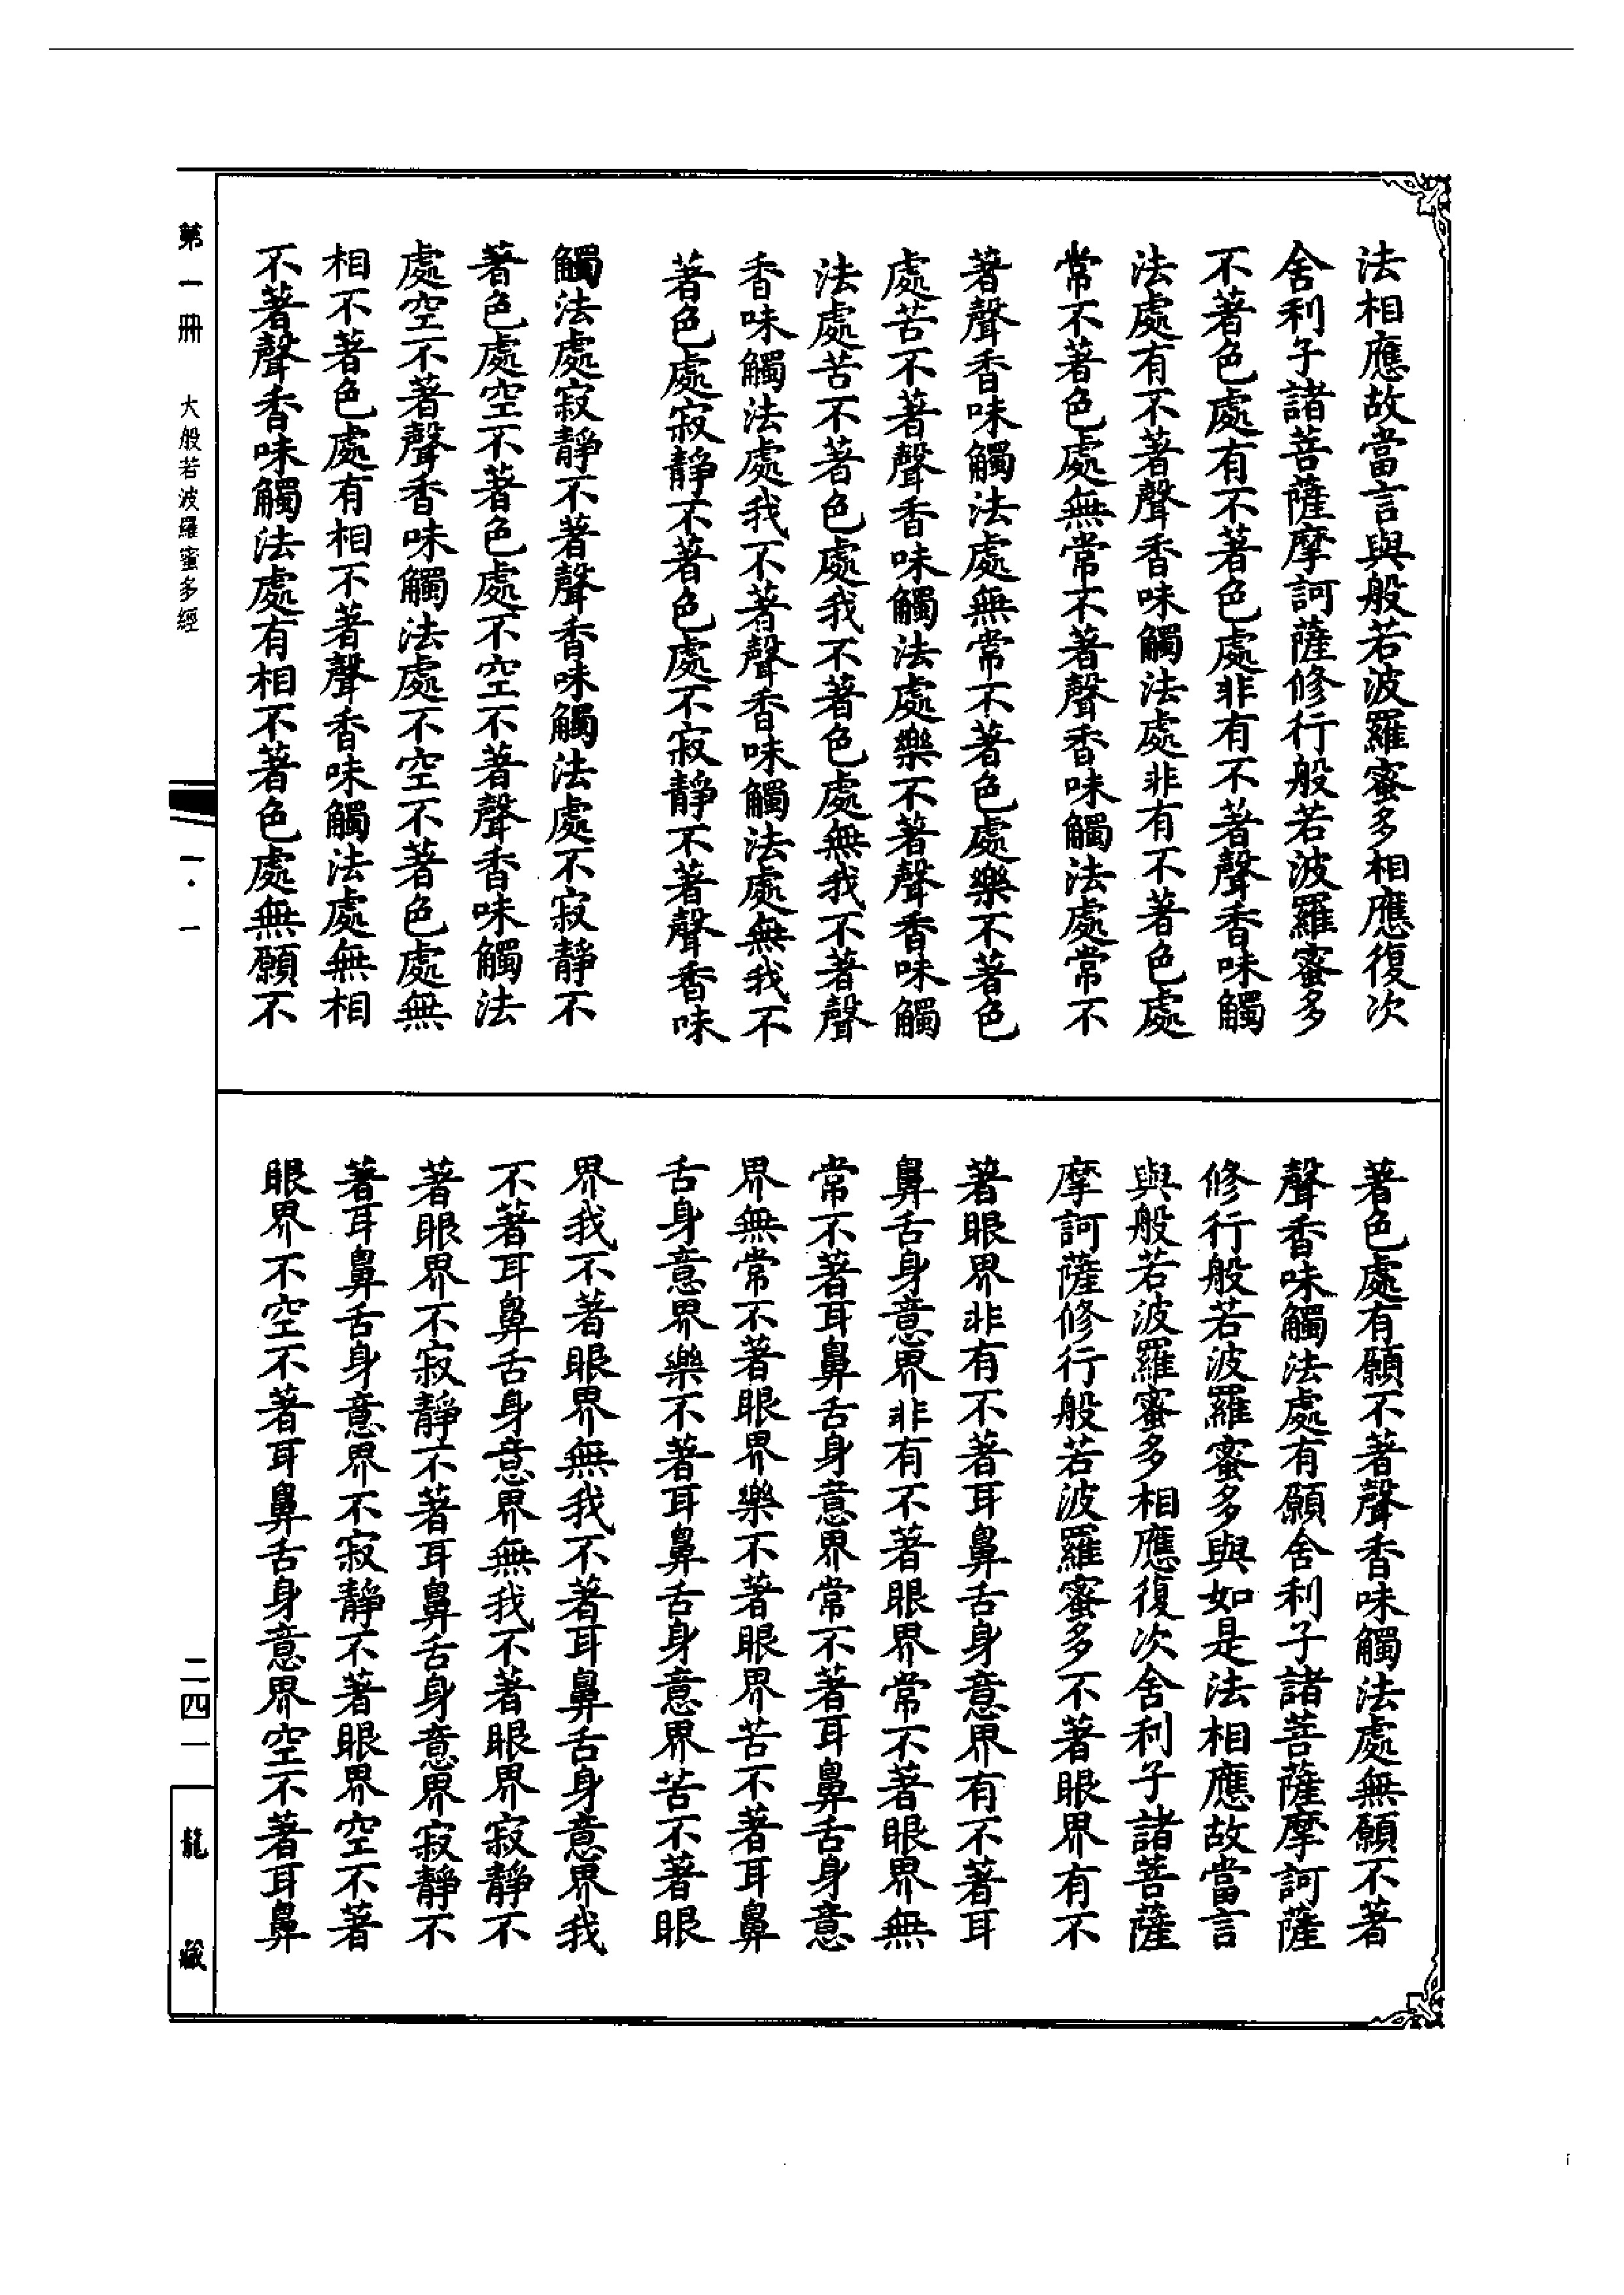 法相應故當言與般若波羅蜜多相應復次
舍利子諸菩薩摩訶薩修行般若波羅蜜多
不著色處有不著色處非有不著聲香味觸
法處有不著聲香味觸法處非有不著色處
常不著色處無常不著聲香味觸法處常不
著聲香味觸法處無常不著色處樂不著色
處苦不著聲香味觸法處樂不著聲香味觸
法處苦不著色處我不著色處無我不著聲
香味觸法處我不著聲香味觸法處無我不
著色處寂靜不著色處不寂靜不著聲香味
觸法處寂靜不著聲香味觸法處不寂靜不
著色處空不著色處不空不著聲香味觸法
處空不著聲香味觸法處不空不著色處無
相不著色處有相不著聲香味觸法處無相
不著聲香味觸法處有相不著色處無願不
著色處有願不著聲香味觸法處無願不著
聲香味觸法處有願舍利子諸菩薩摩訶薩
修行般若波羅蜜多與如是法相應故當言
與般若波羅蜜多相應復次舍利子諸菩薩
摩訶薩修行般若波羅蜜多不著眼界有不
著眼界非有不著耳鼻舌身意界有不著耳
鼻舌身意界非有不著眼界常不著眼界無
常不著耳鼻舌身意界常不著耳鼻舌身意
界無常不著眼界樂不著眼界苦不著耳鼻
舌身意界樂不著耳鼻舌身意界苦不著眼
界我不著眼界無我不著耳鼻舌身意界我
不著耳鼻舌身意界無我不著眼界寂靜不
著眼界不寂靜不著耳鼻舌身意界寂靜不
著耳鼻舌身意界不寂靜不著眼界空不著
眼界不空不著耳鼻舌身意界空不著耳鼻
第一冊 大般若波羅蜜多經 一·一 二四一 龍藏